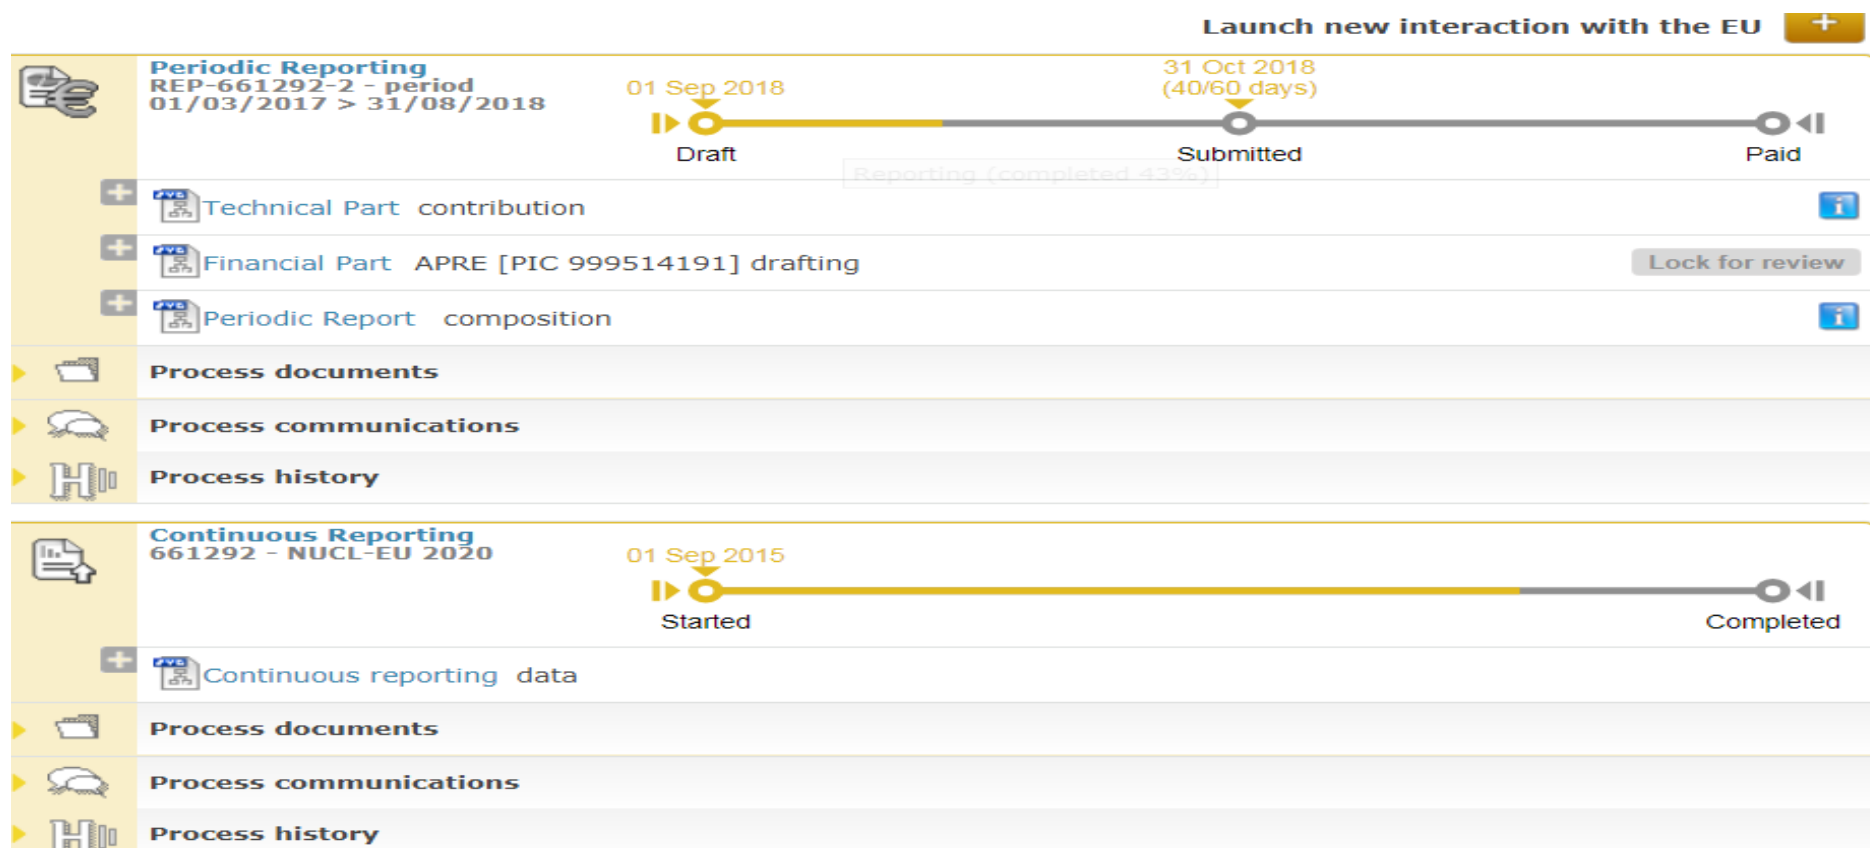 Launch new interaction with the EU +
Periodic Reporting
REP-661292-2 - period
01/03/2017 > 31/08/2018
01 Sep 2018
31 Oct 2018
(40/60 days)
Draft
Submitted
Paid
Reporting (completed 43%)
Technical Part contribution
Financial Part APRE [PIC 999514191] drafting
Lock for review
Periodic Report composition
Process documents
Process communications
Process history
Continuous Reporting
661292 - NUCL-EU 2020
01 Sep 2015
Started
Completed
Continuous reporting data
Process documents
Process communications
Process history